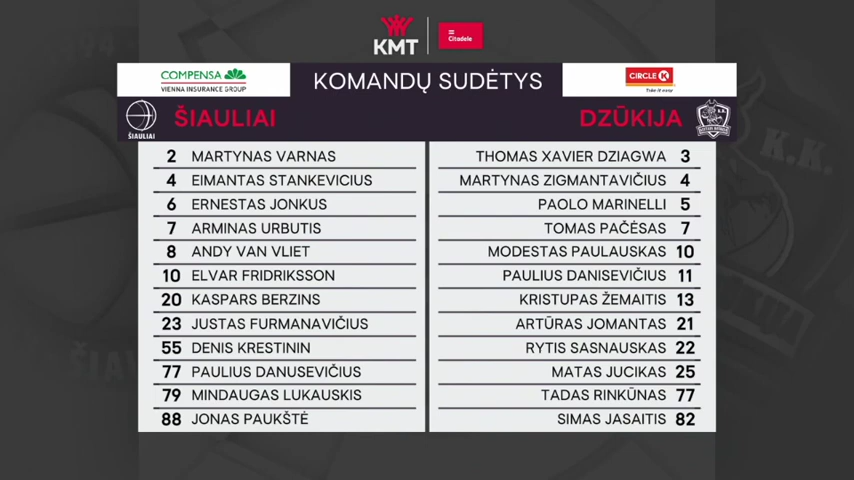 KMT
Citadele
COMPENSA
VIENNA INSURANCE GROUP
KOMANDŲ SUDĖTYS
CIRCLE K
Take it easy
ŠIAULIAI
ŠIAULIAI
DZŪKIJA
K.K.
2 MARTYNAS VARNAS
THOMAS XAVIER DZIAGWA 3
4 EIMANTAS STANKEVICIUS
MARTYNAS ZIGMANTAVIČIUS 4
6 ERNESTAS JONKUS
PAOLO MARINELLI 5
7 ARMINAS URBUTIS
TOMAS PAČĖSAS 7
8 ANDY VAN VLIET
MODESTAS PAULAUSKAS 10
10 ELVAR FRIDRIKSSON
PAULIUS DANISEVIČIUS 11
20 KASPARS BERZINS
KRISTUPAS ŽEMAITIS 13
23 JUSTAS FURMANAVIČIUS
ARTŪRAS JOMANTAS 21
55 DENIS KRESTININ
RYTIS SASNAUSKAS 22
77 PAULIUS DANUSEVIČIUS
MATAS JUCIKAS 25
79 MINDAUGAS LUKAUSKIS
TADAS RINKŪNAS 77
88 JONAS PAUKŠTĖ
SIMAS JASAITIS 82